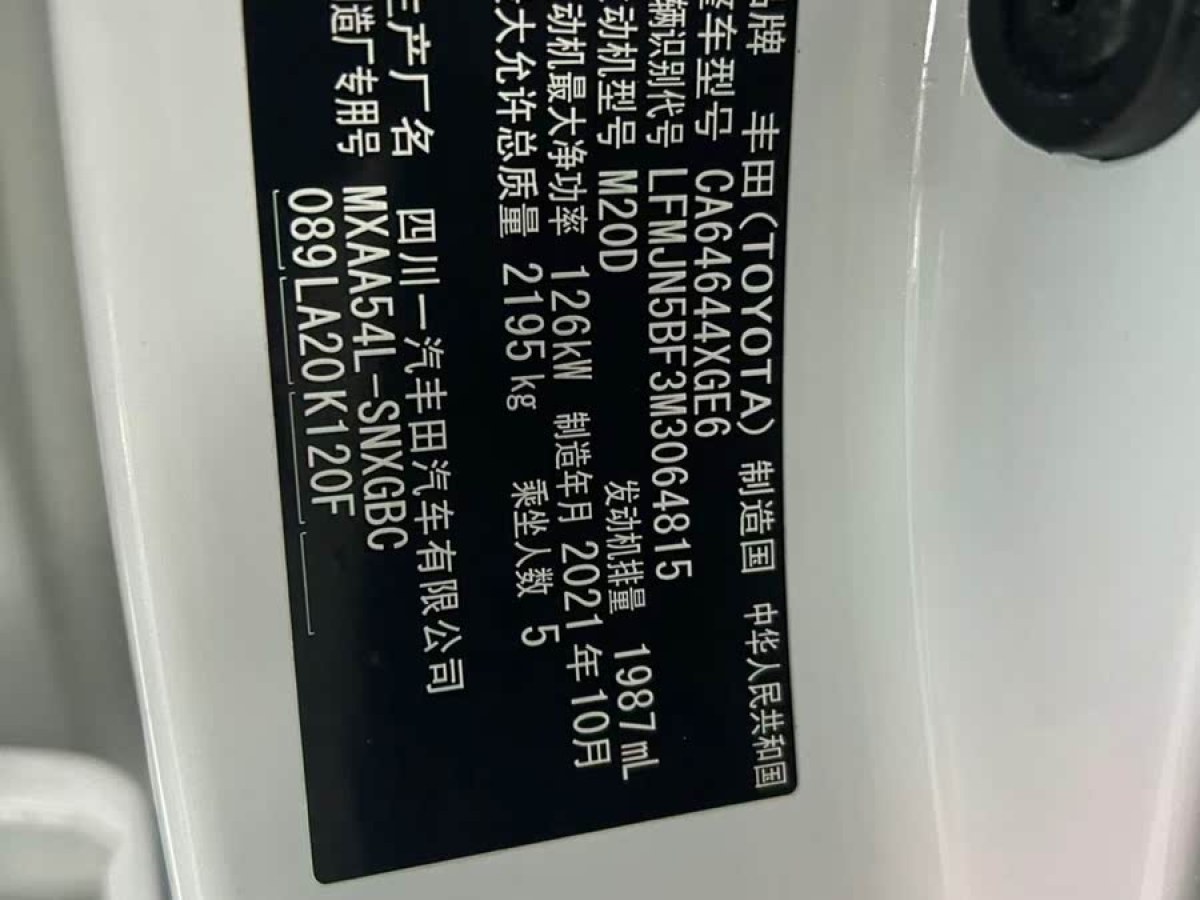 品牌 丰田(TOYOTA) 制造国 中华人民共和国
整车型号 CA64644XGE6
车辆识别代号 LFMJN5BF3M3064815
发动机型号 M20D 发动机排量 1987mL
发动机最大净功率 126kW 制造年月 2021年10月
最大允许总质量 2195kg 乘坐人数 5
生产厂名 四川一汽丰田汽车有限公司
制造厂专用号 MXAA54L-SNXGBC
089LA20K120F